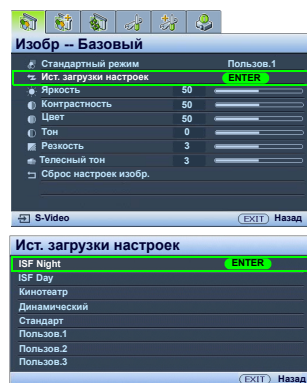 Изобр -- Базовый
Стандартный режим Пользов.1
Ист. загрузки настроек ENTER
Яркость 50
Контрастность 50
Цвет 50
Тон 0
Резкость 3
Телесный тон 3
Сброс настроек изобр.
S-Video EXIT Назад
Ист. загрузки настроек
ISF Night ENTER
ISF Day
Кинотеатр
Динамический
Стандарт
Пользов.1
Пользов.2
Пользов.3
EXIT Назад